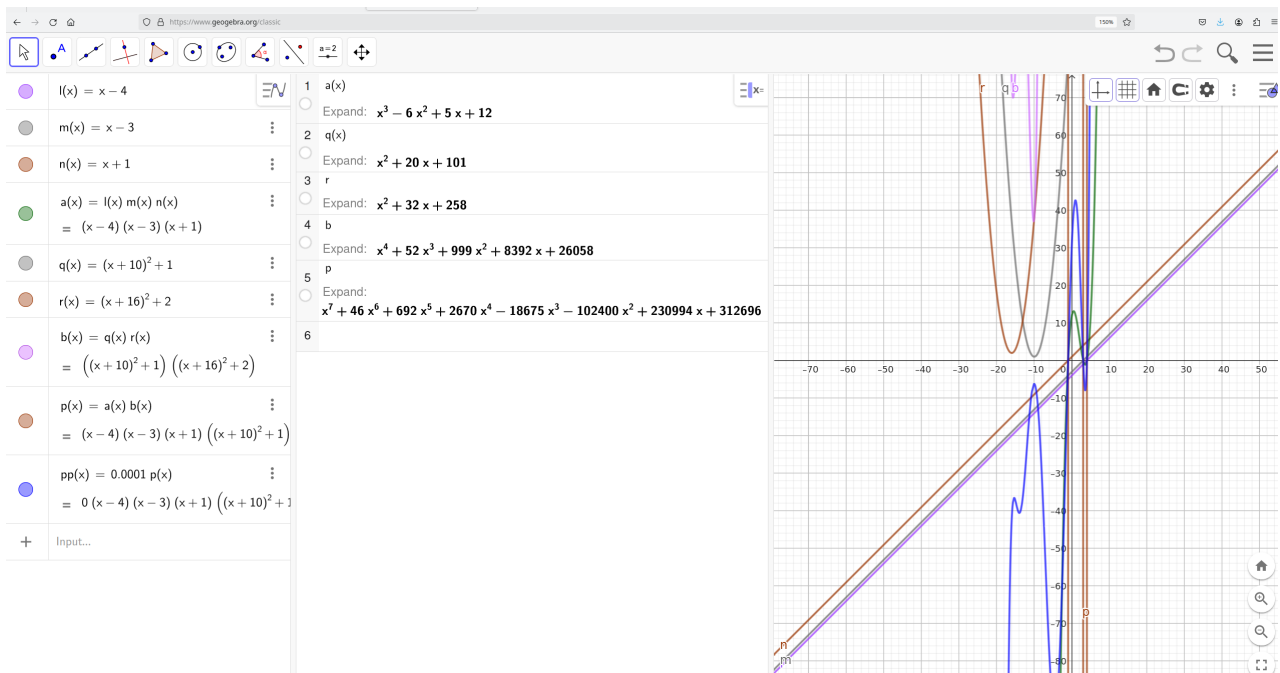 https://www.geogebra.org/classic
150%
A
a=2
l(x) = x − 4
m(x) = x − 3
n(x) = x + 1
a(x) = l(x) m(x) n(x)
= (x − 4) (x − 3) (x + 1)
q(x) = (x + 10)² + 1
r(x) = (x + 16)² + 2
b(x) = q(x) r(x)
= ((x + 10)² + 1) ((x + 16)² + 2)
p(x) = a(x) b(x)
= (x − 4) (x − 3) (x + 1) ((x + 10)² + 1)
pp(x) = 0.0001 p(x)
= 0 (x − 4) (x − 3) (x + 1) ((x + 10)² + 1
+ Input...
x=
1 a(x)
Expand: x³ − 6 x² + 5 x + 12
2 q(x)
Expand: x² + 20 x + 101
3 r
Expand: x² + 32 x + 258
4 b
Expand: x⁴ + 52 x³ + 999 x² + 8392 x + 26058
5 p
Expand:
x⁷ + 46 x⁶ + 692 x⁵ + 2670 x⁴ − 18675 x³ − 102400 x² + 230994 x + 312696
6
r q b
70
60
50
40
30
20
10
−70 −60 −50 −40 −30 −20 −10 0 10 20 30 40 50
−10
−20
−30
−40
−50
−60
p
−70
n
m
−80